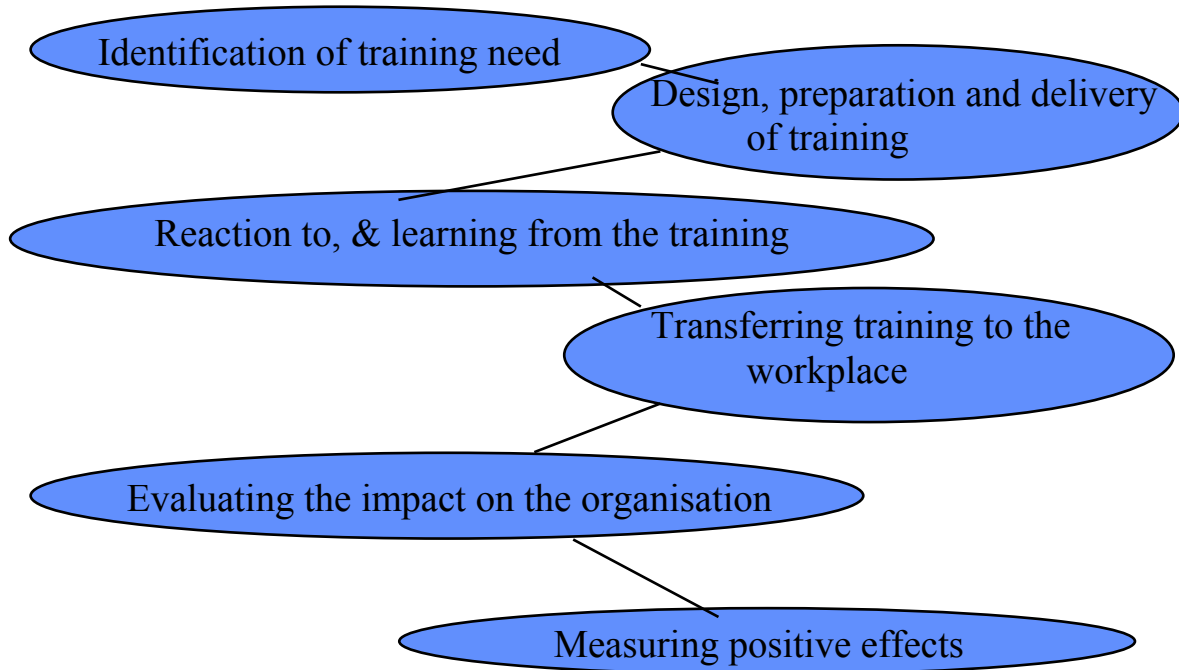 Identification of training need
Design, preparation and delivery
of training
Reaction to, & learning from the training
Transferring training to the
workplace
Evaluating the impact on the organisation
Measuring positive effects